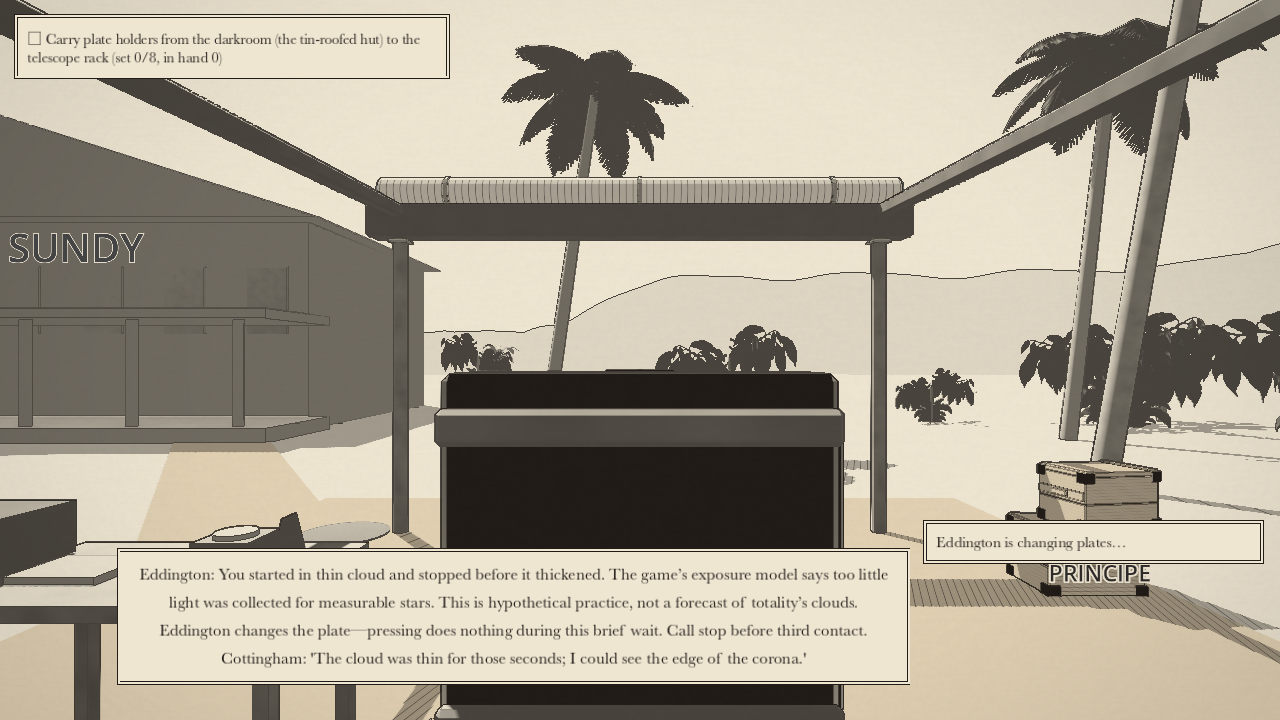 ☐ Carry plate holders from the darkroom (the tin-roofed hut) to the
telescope rack (set 0/8, in hand 0)
SUNDY
Eddington is changing plates…
PRINCIPE
Eddington: You started in thin cloud and stopped before it thickened. The game’s exposure model says too little
light was collected for measurable stars. This is hypothetical practice, not a forecast of totality’s clouds.
Eddington changes the plate—pressing does nothing during this brief wait. Call stop before third contact.
Cottingham: 'The cloud was thin for those seconds; I could see the edge of the corona.'